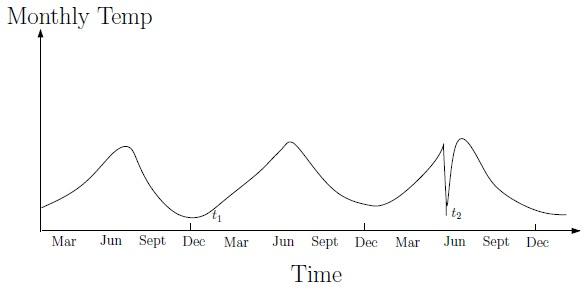 Monthly Temp
t1
t2
Mar Jun Sept Dec Mar Jun Sept Dec Mar Jun Sept Dec
Time